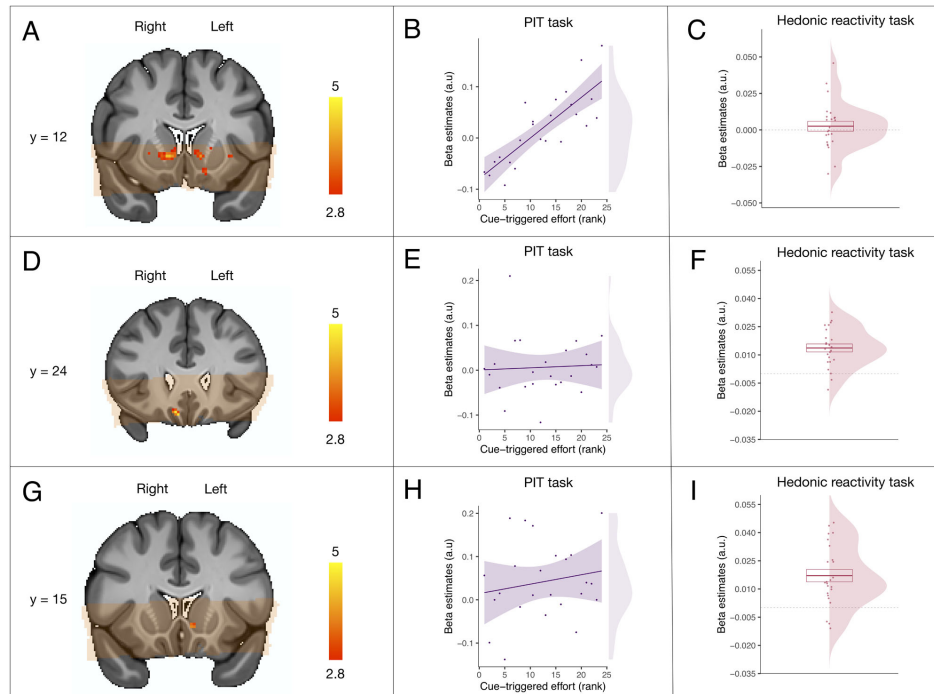 A
Right Left
y = 12
5
2.8
B
PIT task
Beta estimates (a.u)
0.1
0.0
−0.1
0 5 10 15 20 25
Cue-triggered effort (rank)
C
Hedonic reactivity task
Beta estimates (a.u.)
0.050
0.025
0.000
−0.025
−0.050
D
Right Left
y = 24
5
2.8
E
PIT task
Beta estimates (a.u)
0.2
0.1
0.0
−0.1
0 5 10 15 20 25
Cue-triggered effort (rank)
F
Hedonic reactivity task
Beta estimates (a.u.)
0.055
0.040
0.025
0.010
−0.005
−0.020
−0.035
G
Right Left
y = 15
5
2.8
H
PIT task
Beta estimates (a.u)
0.2
0.1
0.0
−0.1
0 5 10 15 20 25
Cue-triggered effort (rank)
I
Hedonic reactivity task
Beta estimates (a.u.)
0.055
0.040
0.025
0.010
−0.005
−0.020
−0.035